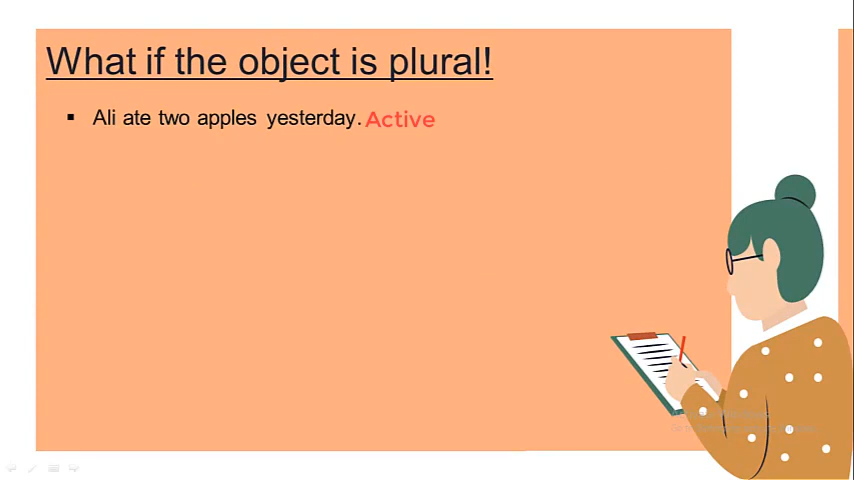 What if the object is plural!
▪ Ali ate two apples yesterday. Active